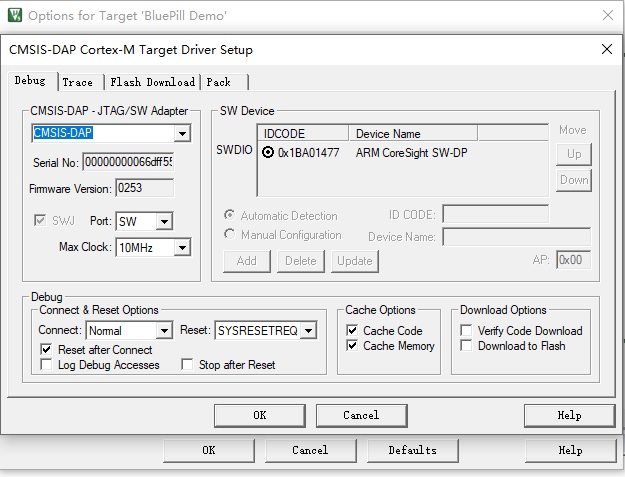 Options for Target 'BluePill Demo'
CMSIS-DAP Cortex-M Target Driver Setup
Debug Trace Flash Download Pack
CMSIS-DAP - JTAG/SW Adapter
CMSIS-DAP
Serial No: 00000000066dff55
Firmware Version: 0253
SWJ Port: SW
Max Clock: 10MHz
SW Device
IDCODE Device Name Move
SWDIO 0x1BA01477 ARM CoreSight SW-DP Up
Down
Automatic Detection ID CODE:
Manual Configuration Device Name:
Add Delete Update AP: 0x00
Debug
Connect & Reset Options
Connect: Normal Reset: SYSRESETREQ
Reset after Connect
Log Debug Accesses Stop after Reset
Cache Options
Cache Code
Cache Memory
Download Options
Verify Code Download
Download to Flash
OK Cancel Help
OK Cancel Defaults Help